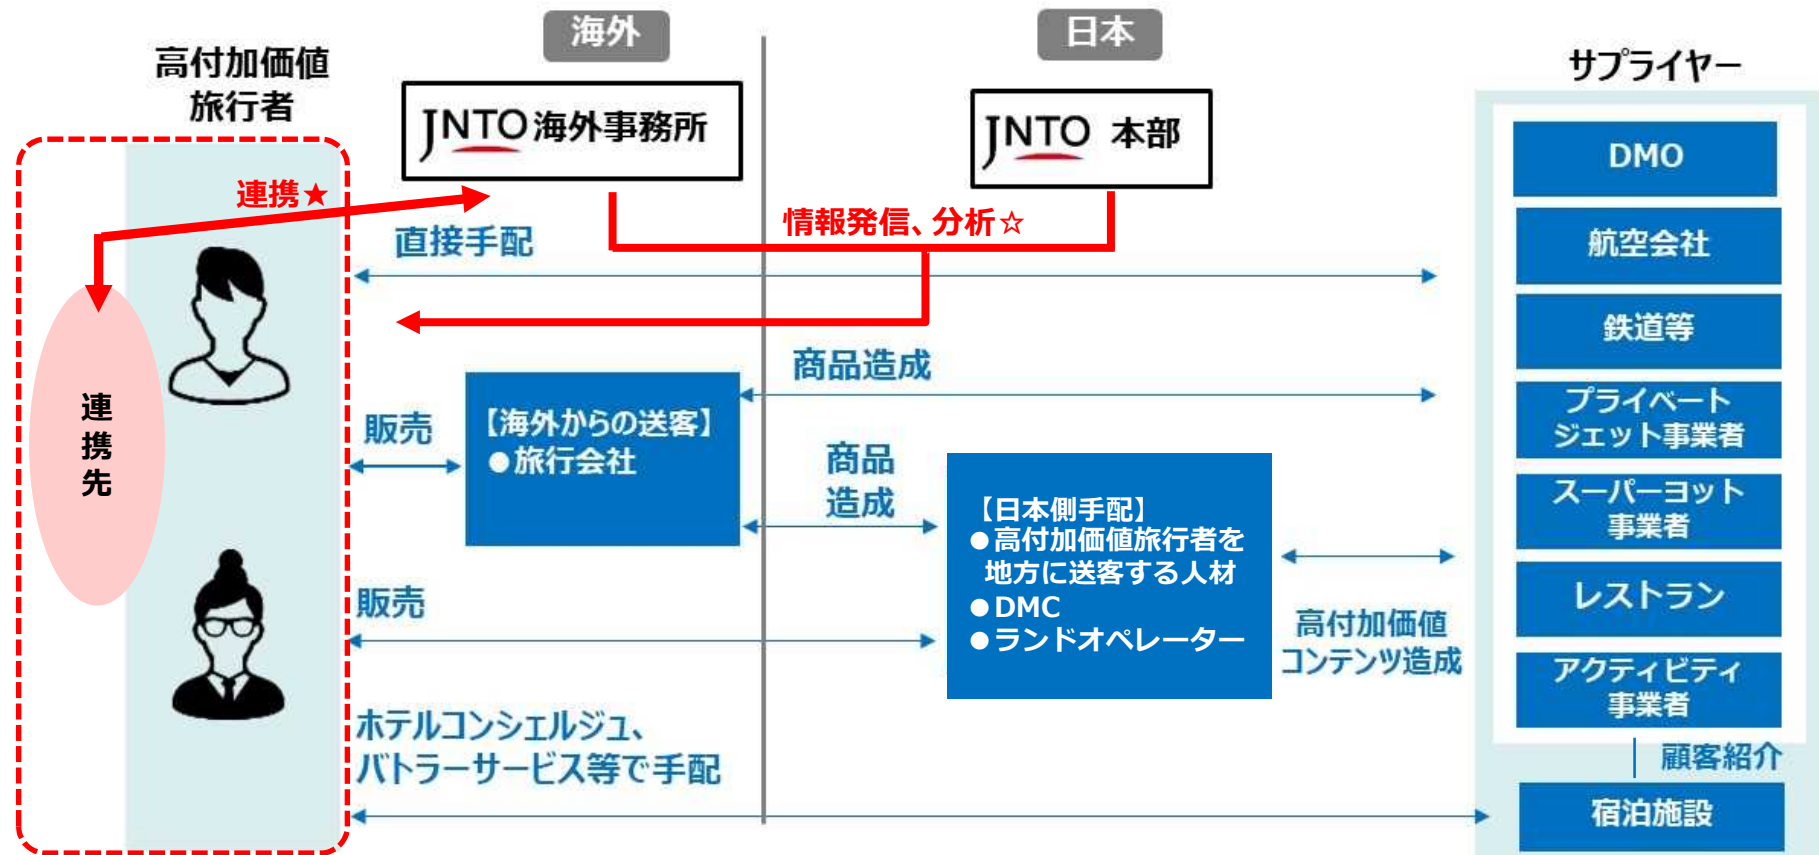 海外
日本
高付加価値
旅行者
サプライヤー
JNTO 海外事務所
JNTO 本部
連携★
情報発信、分析☆
直接手配
連
携
先
商品造成
販売
【海外からの送客】
●旅行会社
商品
造成
【日本側手配】
●高付加価値旅行者を
地方に送客する人材
●DMC
●ランドオペレーター
販売
高付加価値
コンテンツ造成
ホテルコンシェルジュ、
バトラーサービス等で手配
DMO
航空会社
鉄道等
プライベート
ジェット事業者
スーパーヨット
事業者
レストラン
アクティビティ
事業者
顧客紹介
宿泊施設